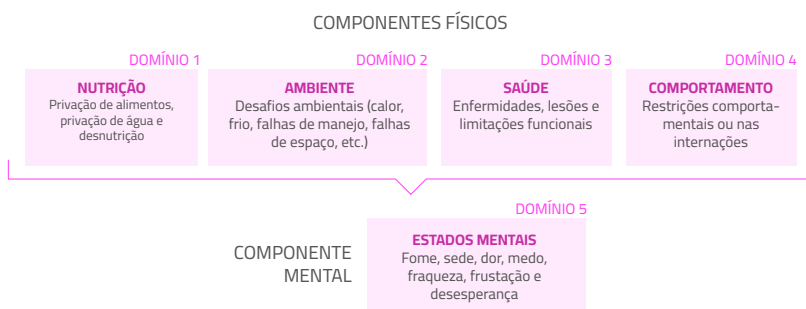 COMPONENTES FÍSICOS
DOMÍNIO 1
NUTRIÇÃO
Privação de alimentos,
privação de água e
desnutrição
DOMÍNIO 2
AMBIENTE
Desafios ambientais (calor,
frio, falhas de manejo, falhas
de espaço, etc.)
DOMÍNIO 3
SAÚDE
Enfermidades, lesões e
limitações funcionais
DOMÍNIO 4
COMPORTAMENTO
Restrições comporta-
mentais ou nas
internações
COMPONENTE
MENTAL
DOMÍNIO 5
ESTADOS MENTAIS
Fome, sede, dor, medo,
fraqueza, frustação e
desesperança